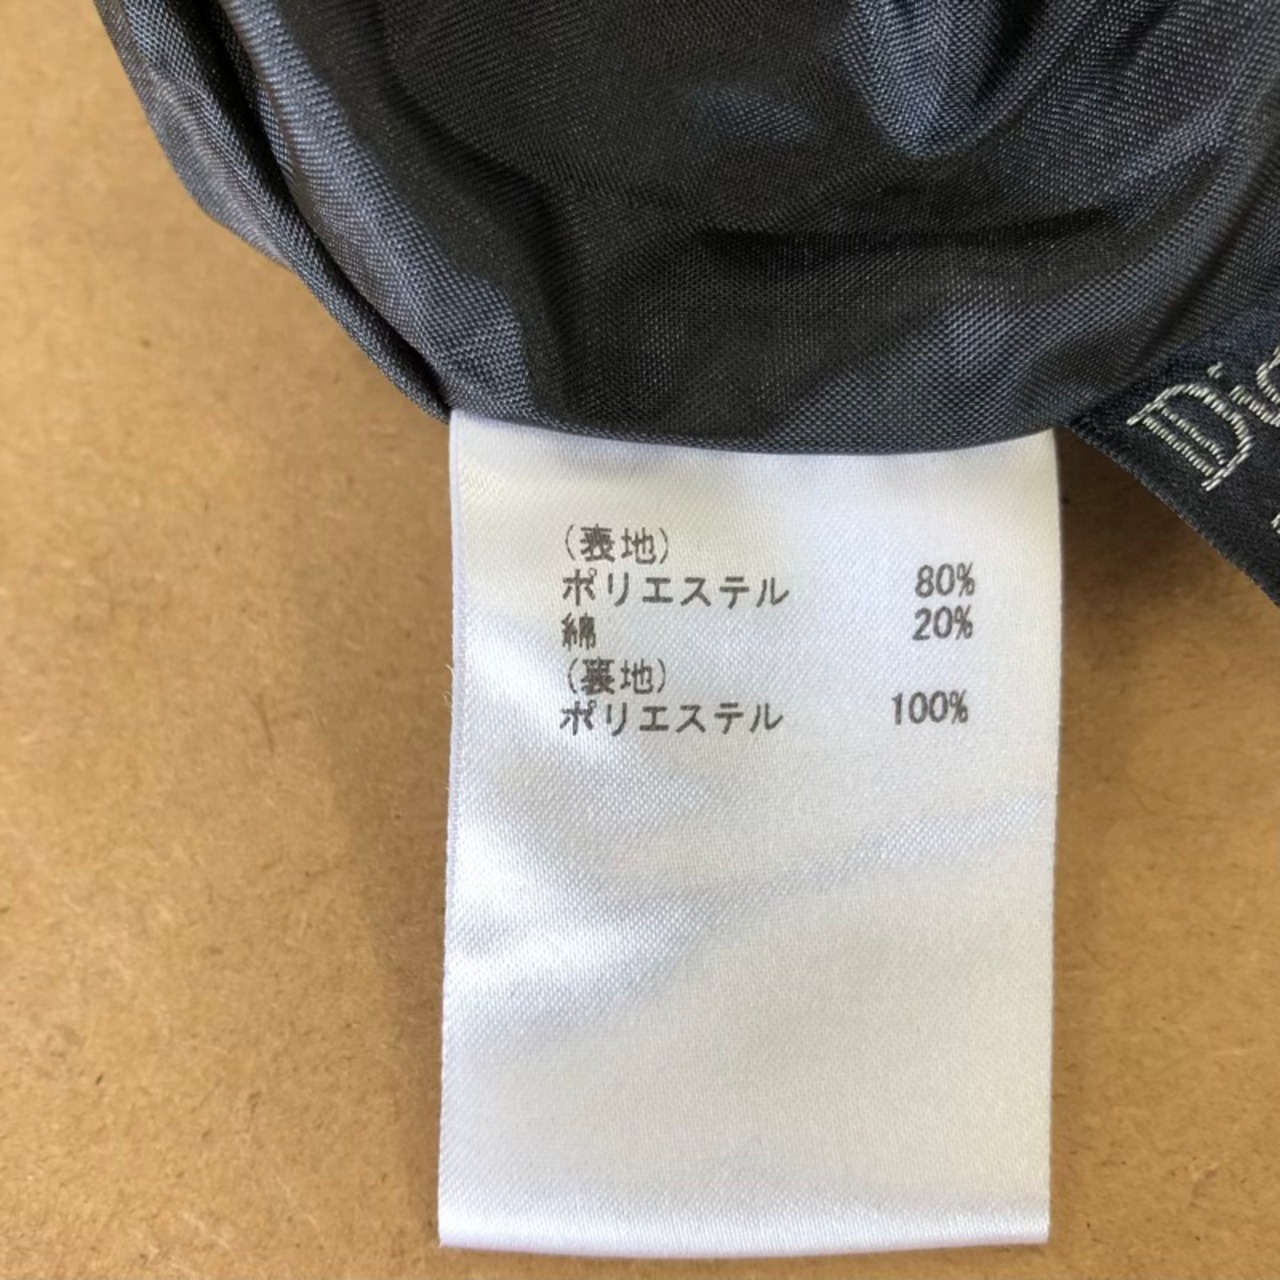 (表地)
ポリエステル 80%
綿 20%
(裏地)
ポリエステル 100%